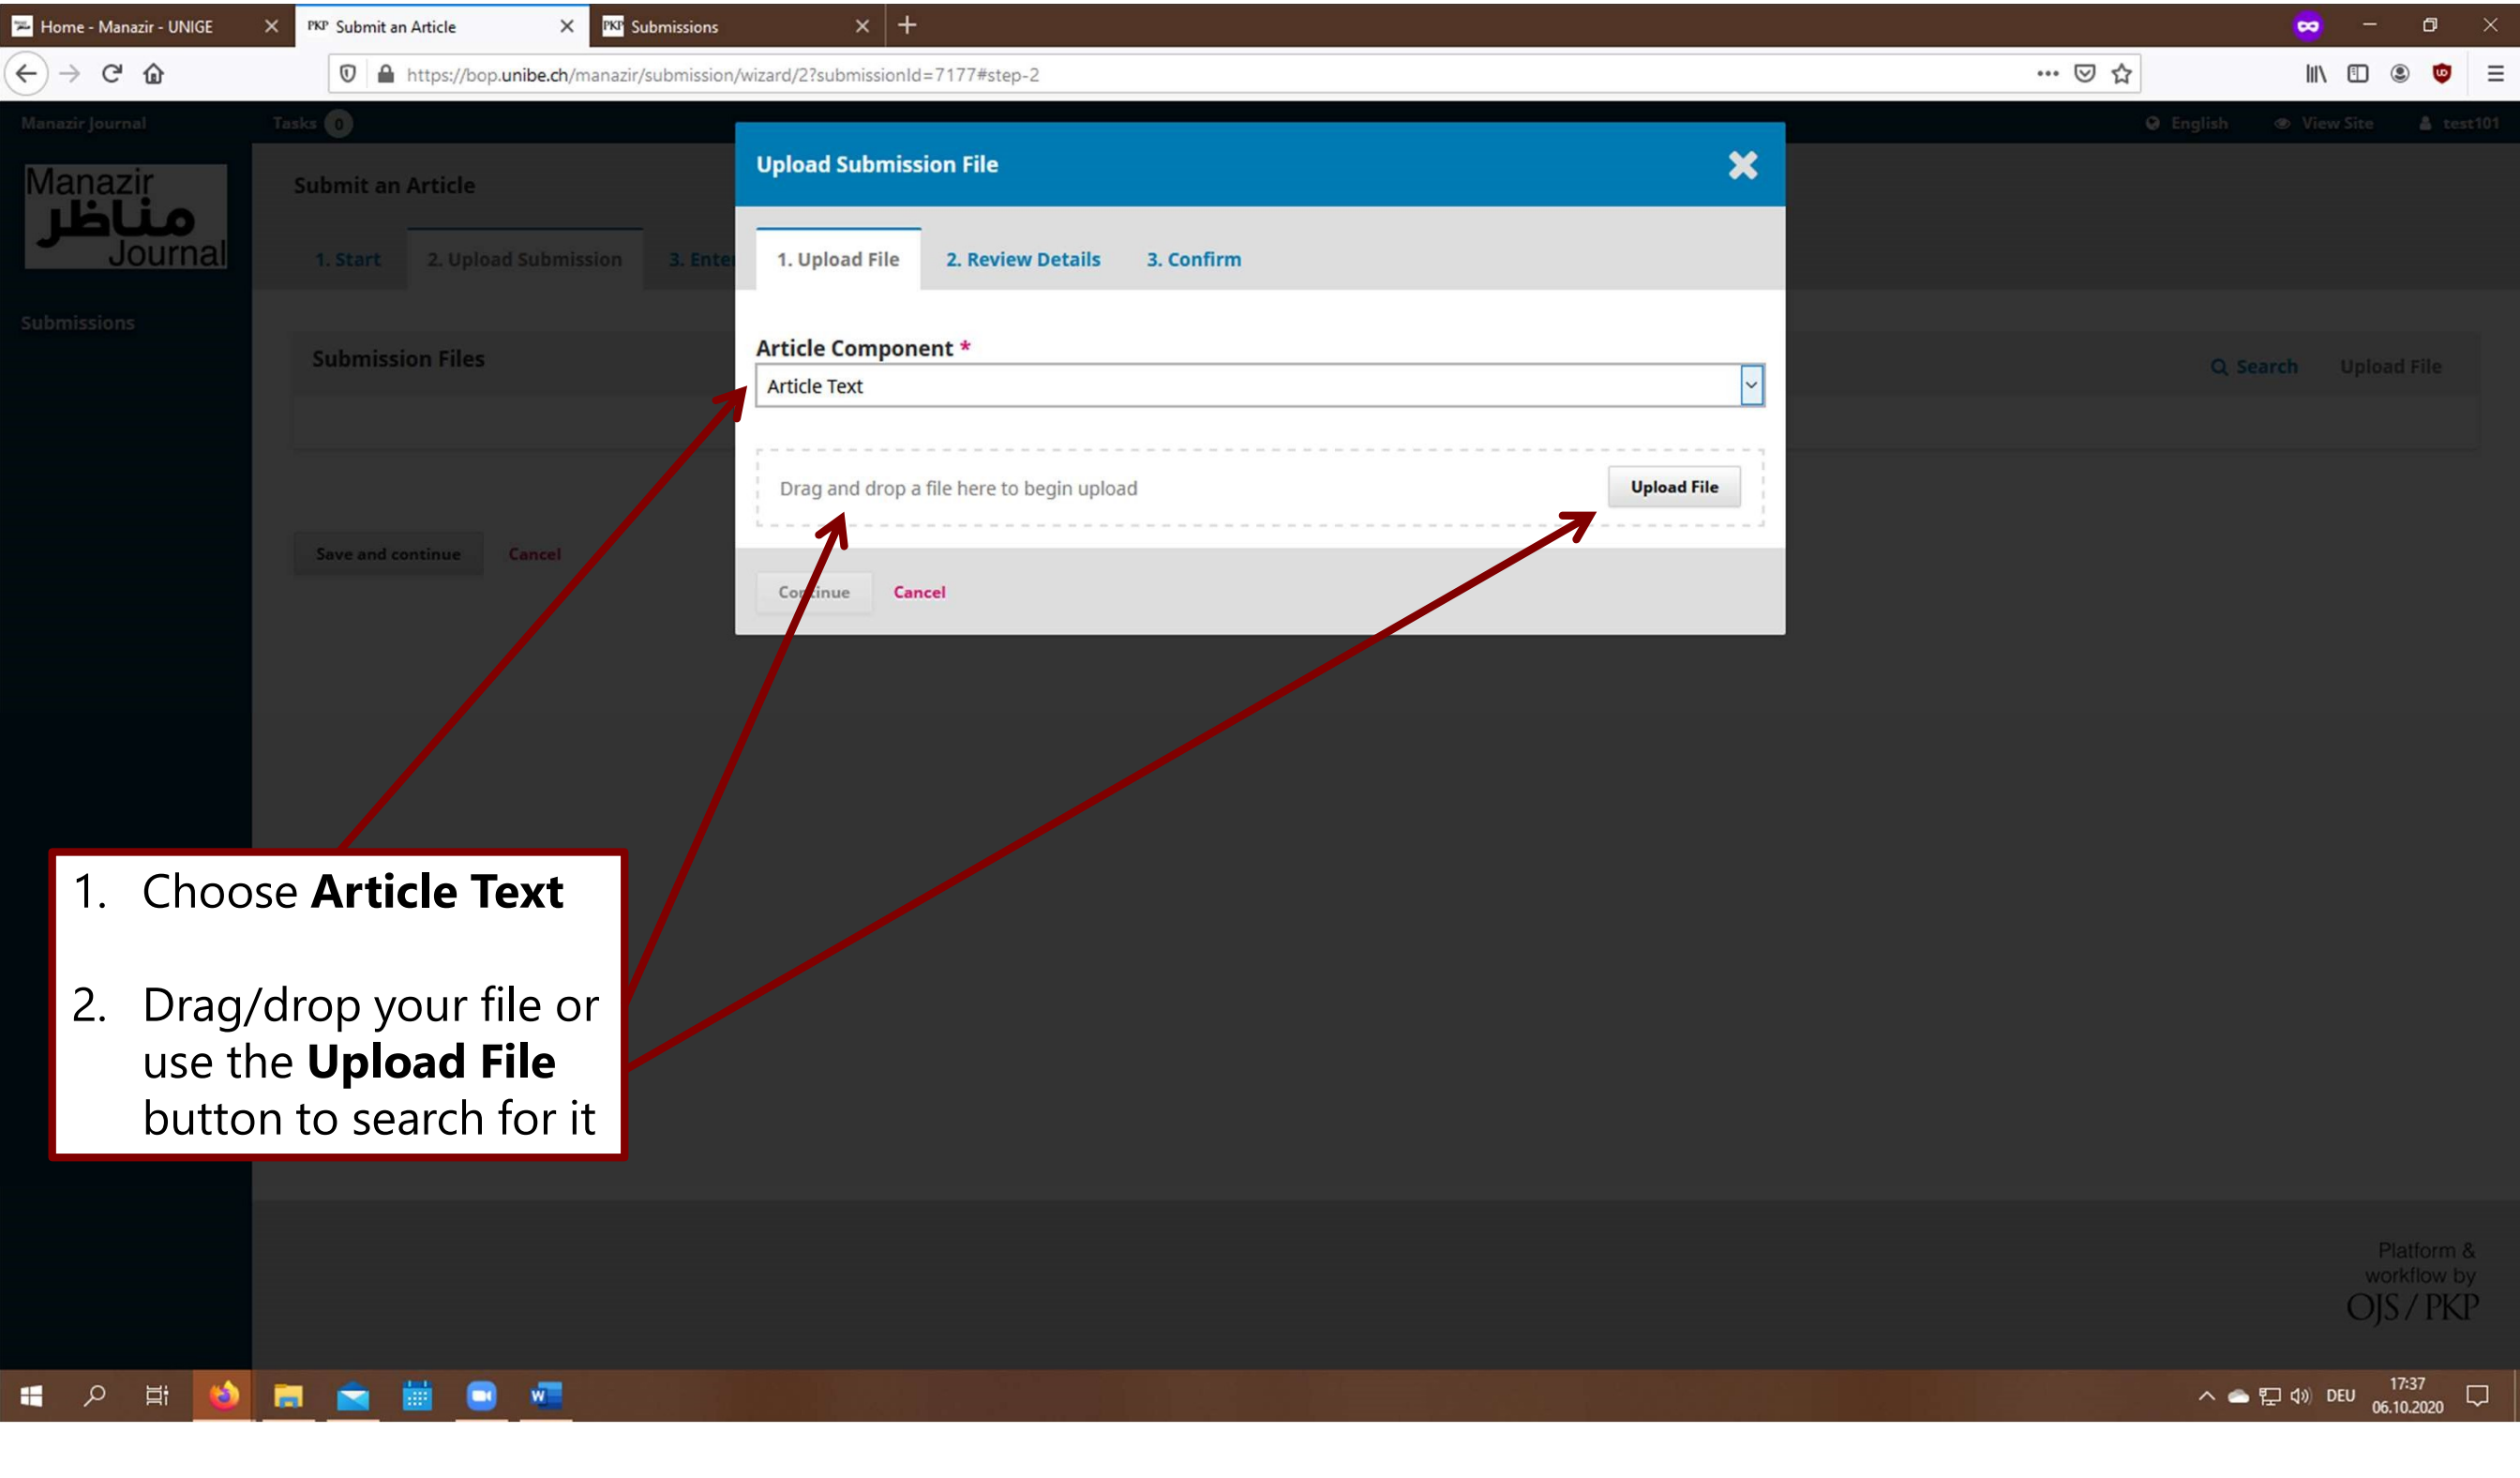 Home - Manazir - UNIGE
PKP Submit an Article
PKP Submissions
https://bop.unibe.ch/manazir/submission/wizard/2?submissionId=7177#step-2
Manazir Journal
Tasks 0
English
View Site
test101
Manazir
مناظر
Journal
Submissions
Submit an Article
1. Start
2. Upload Submission
3. Enter
Submission Files
Search
Upload File
Save and continue
Cancel
Upload Submission File
1. Upload File
2. Review Details
3. Confirm
Article Component *
Article Text
Drag and drop a file here to begin upload
Upload File
Continue
Cancel
1. Choose Article Text
2. Drag/drop your file or
use the Upload File
button to search for it
Platform &
workflow by
OJS / PKP
DEU
17:37
06.10.2020